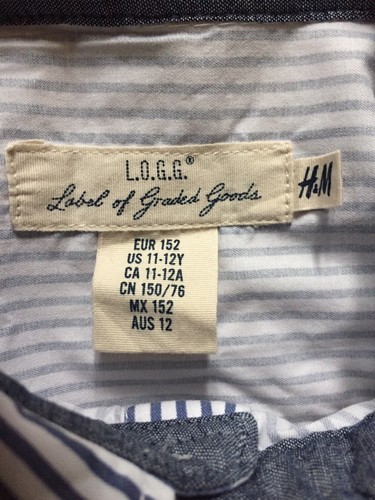 L.O.G.G.®
Label of Graded Goods
H&M
EUR 152
US 11-12Y
CA 11-12A
CN 150/76
MX 152
AUS 12